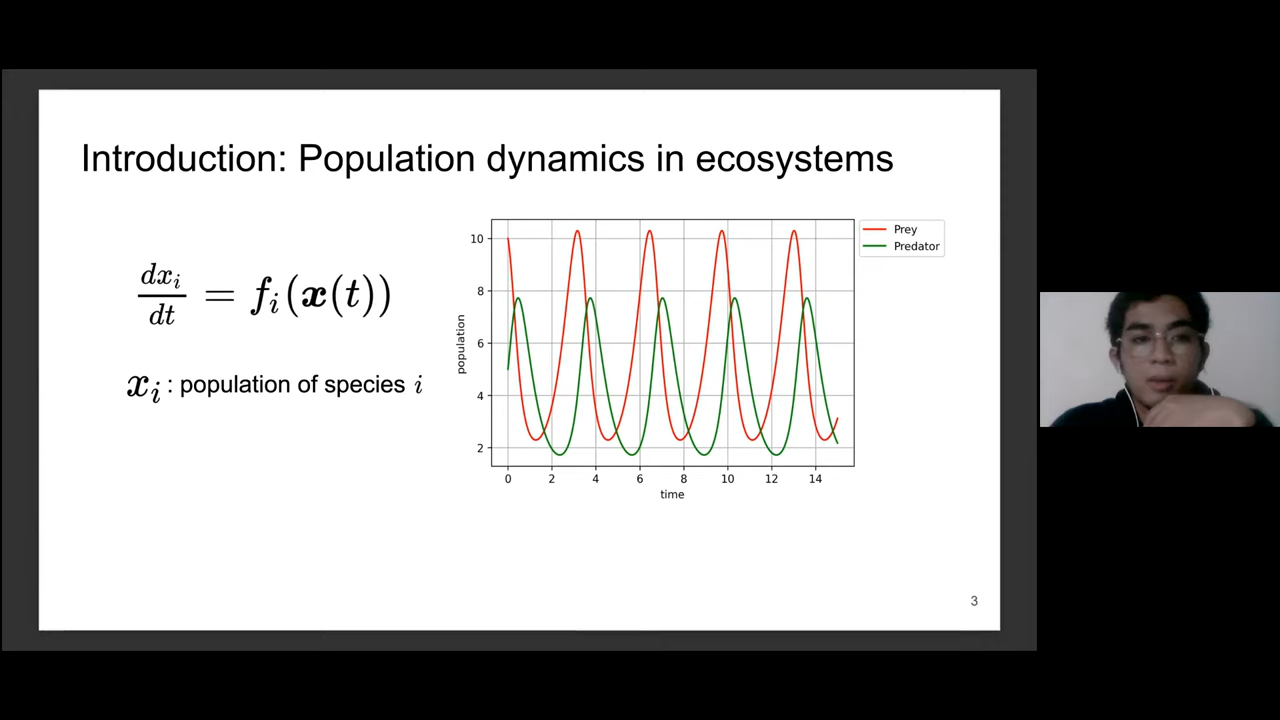 Introduction: Population dynamics in ecosystems
dx_i/dt = f_i(x(t))
x_i : population of species i
Prey
Predator
population
10
8
6
4
2
0 2 4 6 8 10 12 14
time
3